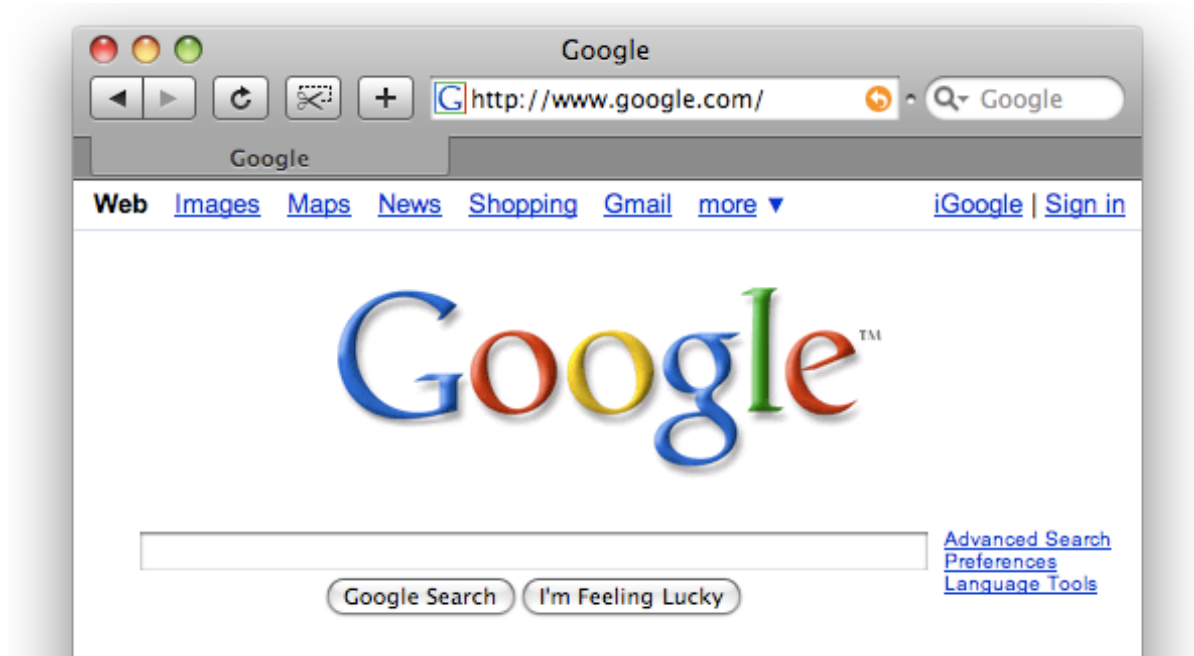 Google
G http://www.google.com/ Google
Google
Web Images Maps News Shopping Gmail more ▼ iGoogle | Sign in
Google™
Advanced Search
Preferences
Language Tools
Google Search I'm Feeling Lucky